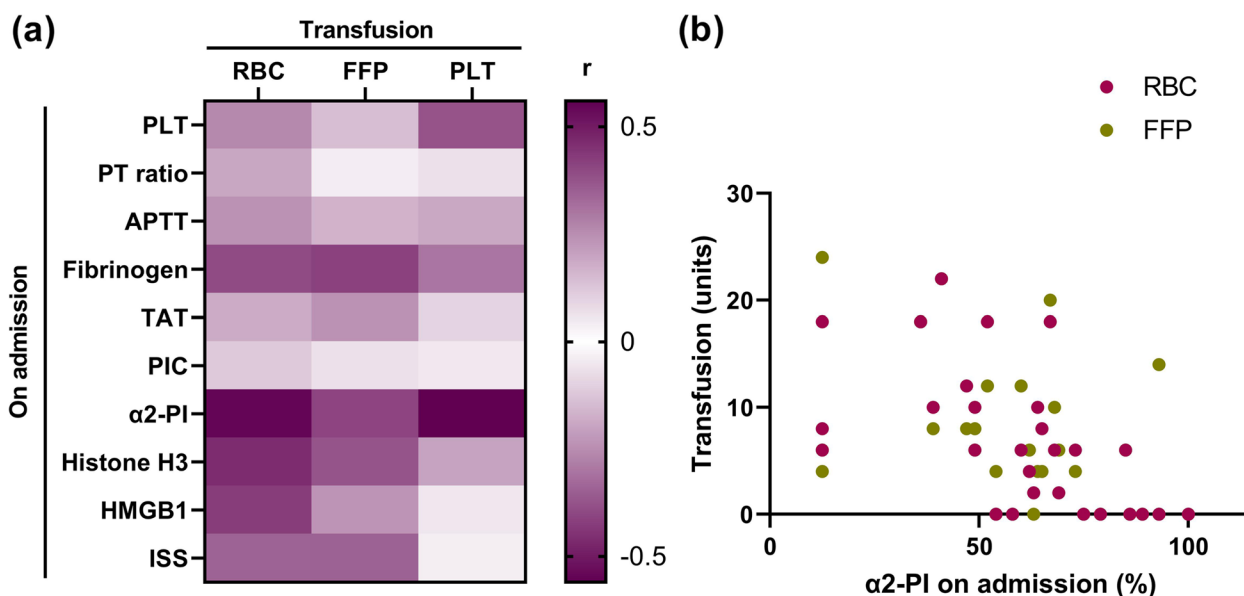 (a)
Transfusion
RBC FFP PLT
r
On admission
PLT
PT ratio
APTT
Fibrinogen
TAT
PIC
α2-PI
Histone H3
HMGB1
ISS
0.5
0
-0.5
(b)
RBC
FFP
Transfusion (units)
30
20
10
0
0 50 100
α2-PI on admission (%)